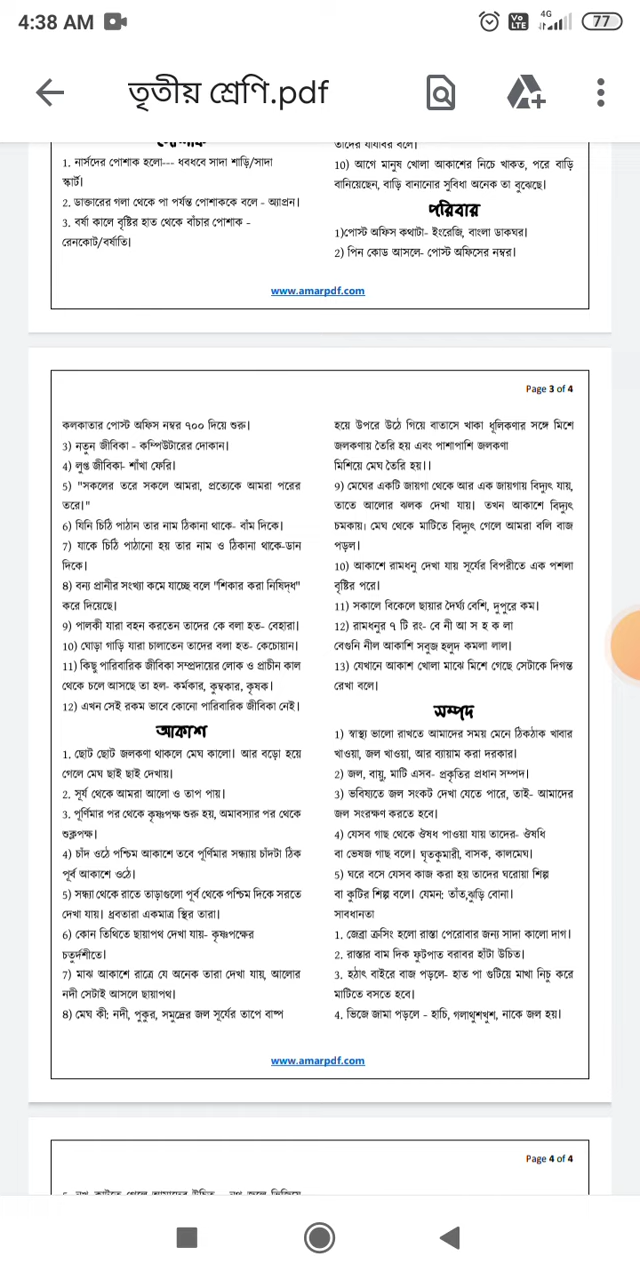 4:38 AM
4G
Vo
LTE
77
তৃতীয় শ্রেণি.pdf
1. নার্সদের পোশাক হলো--- ধবধবে সাদা শাড়ি/সাদা
স্কার্ট।
2. ডাক্তারের গলা থেকে পা পর্যন্ত পোশাককে বলে - অ্যাপ্রন।
3. বর্ষা কালে বৃষ্টির হাত থেকে বাঁচার পোশাক -
রেনকোট/বর্ষাতি।
তাদের যাযাবর বলে।
10) আগে মানুষ খোলা আকাশের নিচে থাকত, পরে বাড়ি
বানিয়েছেন, বাড়ি বানানোর সুবিধা অনেক তা বুঝেছে।
পরিবার
1)পোস্ট অফিস কথাটা- ইংরেজি, বাংলা ডাকঘর।
2) পিন কোড আসলে- পোস্ট অফিসের নম্বর।
www.amarpdf.com
Page 3 of 4
কলকাতার পোস্ট অফিস নম্বর ৭০০ দিয়ে শুরু।
3) নতুন জীবিকা - কম্পিউটারের দোকান।
4) লুপ্ত জীবিকা- শাঁখা ফেরি।
5) "সকলের তরে সকলে আমরা, প্রত্যেকে আমরা পরের
তরে।"
6) যিনি চিঠি পাঠান তার নাম ঠিকানা থাকে- বাঁম দিকে।
7) যাকে চিঠি পাঠানো হয় তার নাম ও ঠিকানা থাকে-ডান
দিকে।
8) বন্য প্রানীর সংখ্যা কমে যাচ্ছে বলে "শিকার করা নিষিদ্ধ"
করে দিয়েছে।
9) পালকী যারা বহন করতেন তাদের কে বলা হত- বেহারা।
10) ঘোড়া গাড়ি যারা চালাতেন তাদের বলা হত- কেচোয়ান।
11) কিছু পারিবারিক জীবিকা সম্প্রদায়ের লোক ও প্রাচীন কাল
থেকে চলে আসছে তা হল- কর্মকার, কুম্বকার, কৃষক।
12) এখন সেই রকম ভাবে কোনো পারিবারিক জীবিকা নেই।
আকাশ
1. ছোট ছোট জলকণা থাকলে মেঘ কালো। আর বড়ো হয়ে
গেলে মেঘ ছাই ছাই দেখায়।
2. সূর্য থেকে আমরা আলো ও তাপ পায়।
3. পূর্ণিমার পর থেকে কৃষ্ণপক্ষ শুরু হয়, অমাবস্যার পর থেকে
শুক্লপক্ষ।
4) চাঁদ ওঠে পশ্চিম আকাশে তবে পূর্ণিমার সন্ধ্যায় চাঁদটা ঠিক
পূর্ব আকাশে ওঠে।
5) সন্ধা থেকে রাতে তাড়াগুলো পূর্ব থেকে পশ্চিম দিকে সরতে
দেখা যায়। ধ্রবতারা একমাত্র স্থির তারা।
6) কোন তিথিতে ছায়াপথ দেখা যায়- কৃষ্ণপক্ষের
চতুর্দশীতে।
7) মাঝ আকাশে রাত্রে যে অনেক তারা দেখা যায়, আলোর
নদী সেটাই আসলে ছায়াপথ।
8) মেঘ কী: নদী, পুকুর, সমুদ্রের জল সূর্যের তাপে বাষ্প
হয়ে উপরে উঠে গিয়ে বাতাসে থাকা ধূলিকণার সঙ্গে মিশে
জলকণায় তৈরি হয় এবং পাশাপাশি জলকণা
মিশিয়ে মেঘ তৈরি হয়।।
9) মেঘের একটি জায়গা থেকে আর এক জায়গায় বিদ্যুৎ যায়,
তাতে আলোর ঝলক দেখা যায়। তখন আকাশে বিদ্যুৎ
চমকায়। মেঘ থেকে মাটিতে বিদ্যুৎ গেলে আমরা বলি বাজ
পড়ল।
10) আকাশে রামধনু দেখা যায় সূর্যের বিপরীতে এক পশলা
বৃষ্টির পরে।
11) সকালে বিকেলে ছায়ার দৈর্ঘ্য বেশি, দুপুরে কম।
12) রামধনুর ৭ টি রং- বে নী আ স হ ক লা
বেগুনি নীল আকাশি সবুজ হলুদ কমলা লাল।
13) যেখানে আকাশ খোলা মাঝে মিশে গেছে সেটাকে দিগন্ত
রেখা বলে।
সম্পদ
1) স্বাস্থ্য ভালো রাখতে আমাদের সময় মেনে ঠিকঠাক খাবার
খাওয়া, জল খাওয়া, আর ব্যায়াম করা দরকার।
2) জল, বায়ু, মাটি এসব- প্রকৃতির প্রধান সম্পদ।
3) ভবিষ্যতে জল সংকট দেখা যেতে পারে, তাই- আমাদের
জল সংরক্ষণ করতে হবে।
4) যেসব গাছ থেকে ঔষধ পাওয়া যায় তাদের- ঔষধি
বা ভেষজ গাছ বলে। ঘৃতকুমারী, বাসক, কালমেঘ।
5) ঘরে বসে যেসব কাজ করা হয় তাদের ঘরোয়া শিল্প
বা কুটির শিল্প বলে। যেমন: তাঁত,ঝুড়ি বোনা।
সাবধানতা
1. জেব্রা ক্রসিং হলো রাস্তা পেরোবার জন্য সাদা কালো দাগ।
2. রাস্তার বাম দিক ফুটপাত বরাবর হাঁটা উচিত।
3. হঠাৎ বাইরে বাজ পড়লে- হাত পা গুটিয়ে মাথা নিচু করে
মাটিতে বসতে হবে।
4. ভিজে জামা পড়লে - হাচি, গলাখুশখুশ, নাকে জল হয়।
www.amarpdf.com
Page 4 of 4